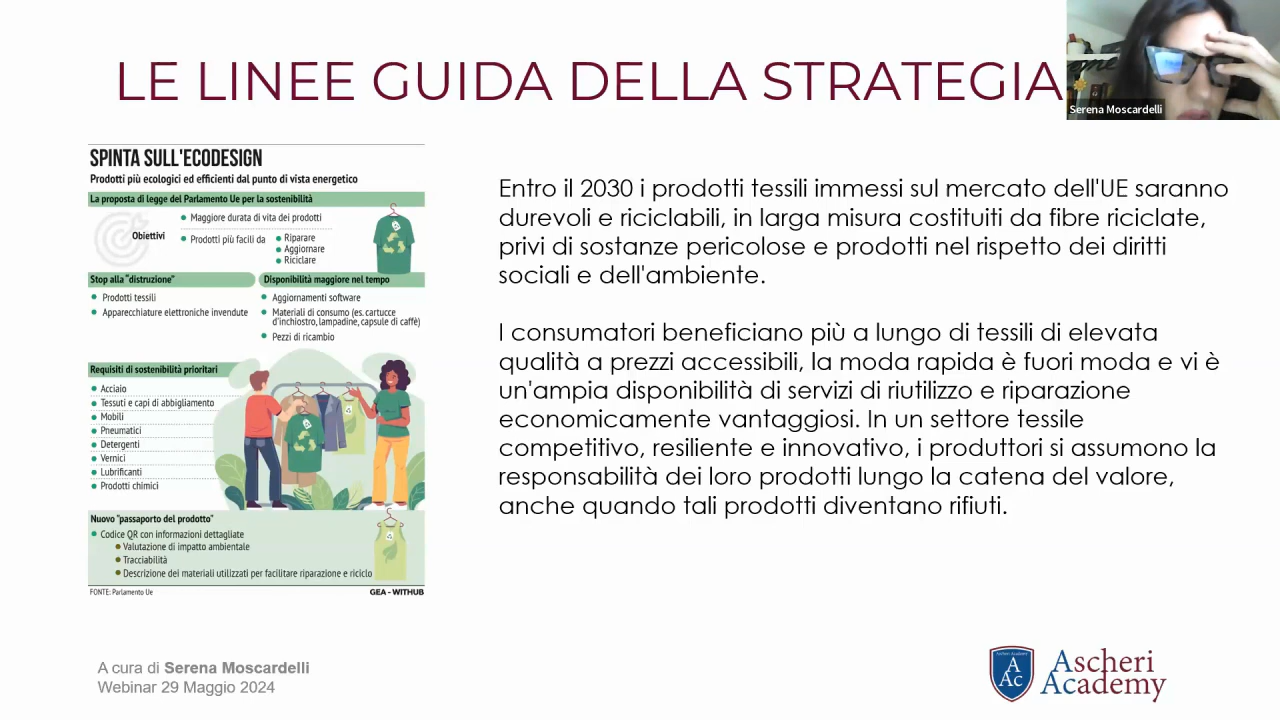 LE LINEE GUIDA DELLA STRATEGIA
Serena Moscardelli
SPINTA SULL'ECODESIGN
Prodotti più ecologici ed efficienti dal punto di vista energetico
La proposta di legge del Parlamento Ue per la sostenibilità
Obiettivi
Maggiore durata di vita dei prodotti
Prodotti più facili da
Riparare
Aggiornare
Riciclare
Stop alla "distruzione"
Prodotti tessili
Apparecchiature elettroniche invendute
Disponibilità maggiore nel tempo
Aggiornamenti software
Materiali di consumo (es. cartucce
d'inchiostro, lampadine, capsule di caffè)
Pezzi di ricambio
Requisiti di sostenibilità prioritari
Acciaio
Tessuti e capi di abbigliamento
Mobili
Pneumatici
Detergenti
Vernici
Lubrificanti
Prodotti chimici
Nuovo "passaporto del prodotto"
Codice QR con informazioni dettagliate
Valutazione di impatto ambientale
Tracciabilità
Descrizione dei materiali utilizzati per facilitare riparazione e riciclo
FONTE: Parlamento Ue
GEA - WITHUB
Entro il 2030 i prodotti tessili immessi sul mercato dell'UE saranno
durevoli e riciclabili, in larga misura costituiti da fibre riciclate,
privi di sostanze pericolose e prodotti nel rispetto dei diritti
sociali e dell'ambiente.
I consumatori beneficiano più a lungo di tessili di elevata
qualità a prezzi accessibili, la moda rapida è fuori moda e vi è
un'ampia disponibilità di servizi di riutilizzo e riparazione
economicamente vantaggiosi. In un settore tessile
competitivo, resiliente e innovativo, i produttori si assumono la
responsabilità dei loro prodotti lungo la catena del valore,
anche quando tali prodotti diventano rifiuti.
A cura di Serena Moscardelli
Webinar 29 Maggio 2024
Ascheri Academy
A
Ac
Ascheri
Academy